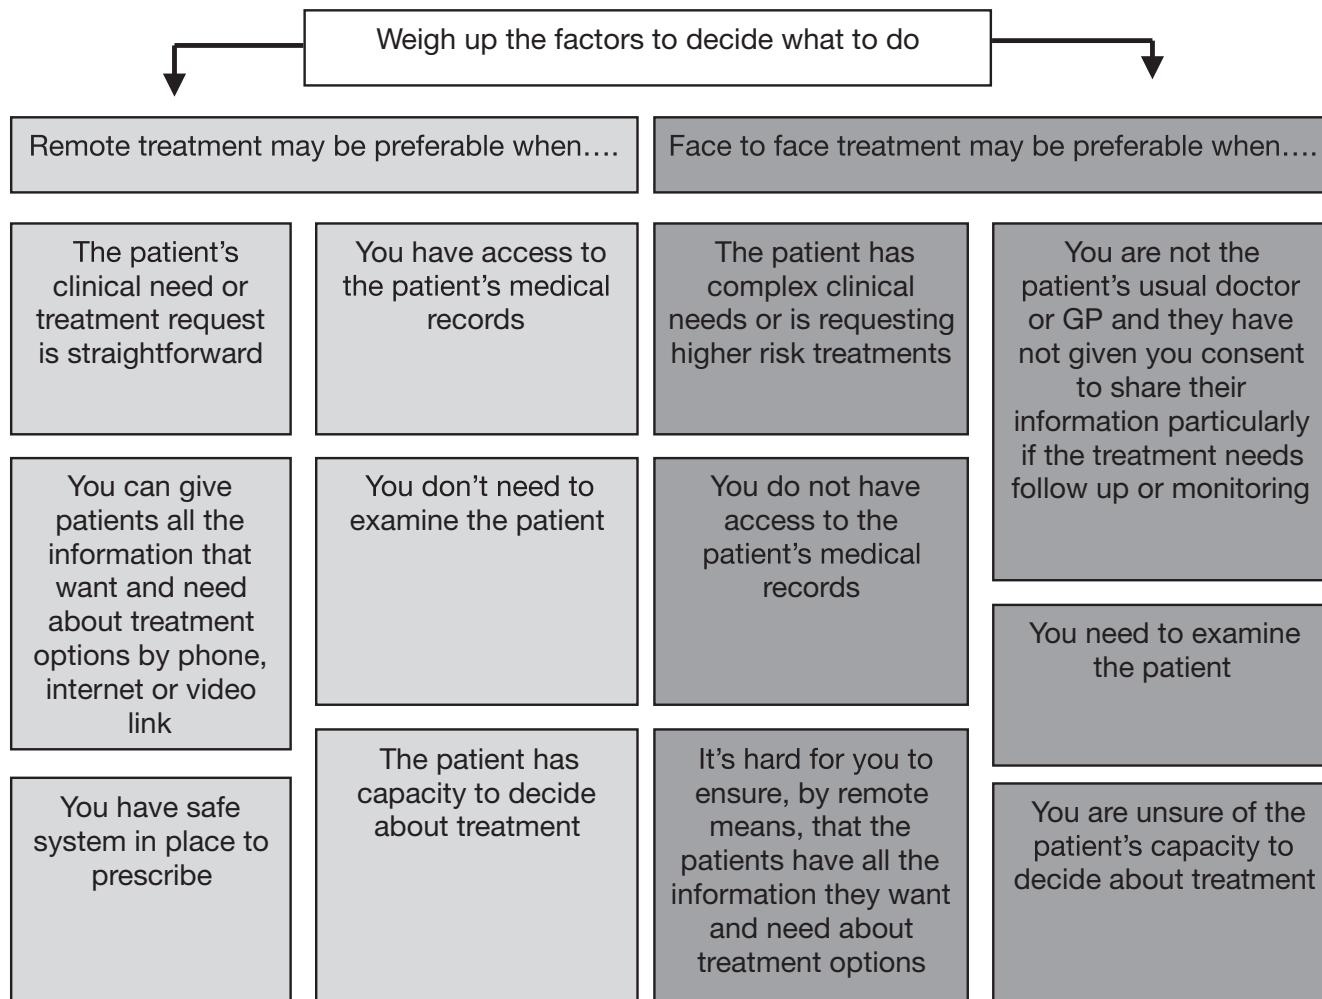 Weigh up the factors to decide what to do
Remote treatment may be preferable when….
Face to face treatment may be preferable when….
The patient’s
clinical need or
treatment request
is straightforward
You have access to
the patient’s medical
records
The patient has
complex clinical
needs or is requesting
higher risk treatments
You are not the
patient’s usual doctor
or GP and they have
not given you consent
to share their
information particularly
if the treatment needs
follow up or monitoring
You can give
patients all the
information that
want and need
about treatment
options by phone,
internet or video
link
You don’t need to
examine the patient
You do not have
access to the
patient’s medical
records
You need to examine
the patient
You have safe
system in place to
prescribe
The patient has
capacity to decide
about treatment
It’s hard for you to
ensure, by remote
means, that the
patients have all the
information they want
and need about
treatment options
You are unsure of the
patient’s capacity to
decide about treatment